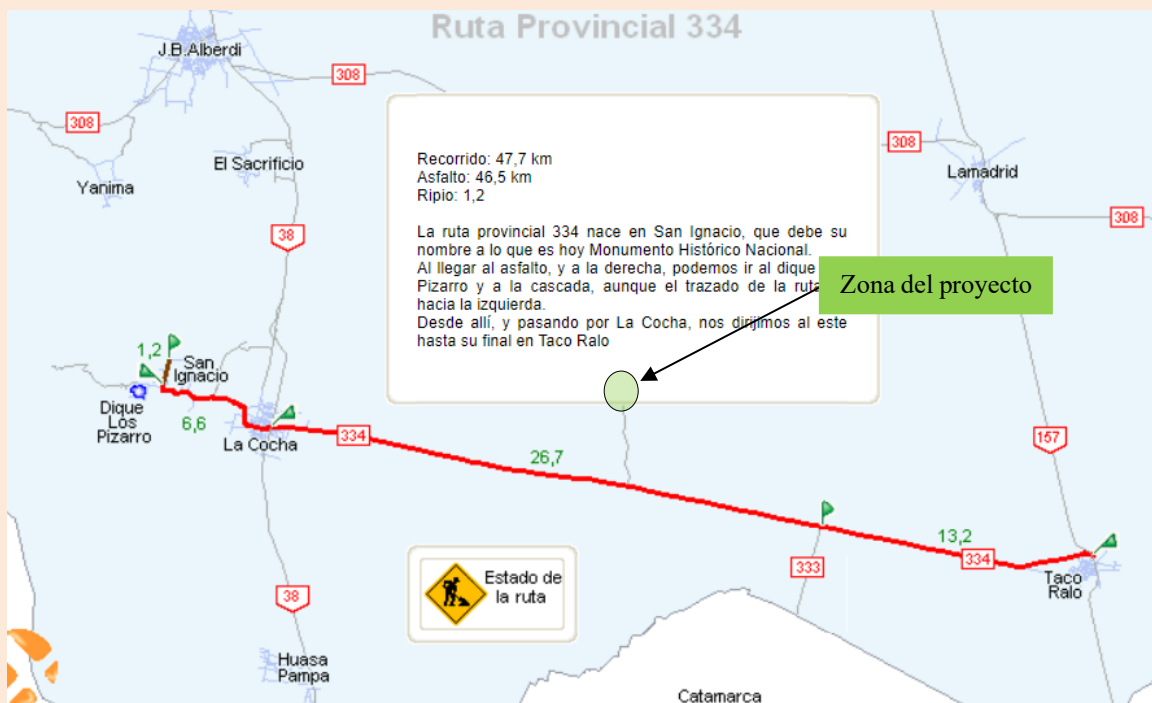 Ruta Provincial 334
J.B.Alberdi
308
308
308
El Sacrificio
Yanima
Lamadrid
308
38
Recorrido: 47,7 km
Asfalto: 46,5 km
Ripio: 1,2
La ruta provincial 334 nace en San Ignacio, que debe su
nombre a lo que es hoy Monumento Histórico Nacional.
Al llegar al asfalto, y a la derecha, podemos ir al dique
Pizarro y a la cascada, aunque el trazado de la ruta
hacia la izquierda.
Desde allí, y pasando por La Cocha, nos dirijimos al este
hasta su final en Taco Ralo
Zona del proyecto
1,2
San
Ignacio
Dique
Los
Pizarro
6,6
La Cocha
334
26,7
157
13,2
334
333
Taco
Ralo
Estado de
la ruta
38
Huasa
Pampa
Catamarca